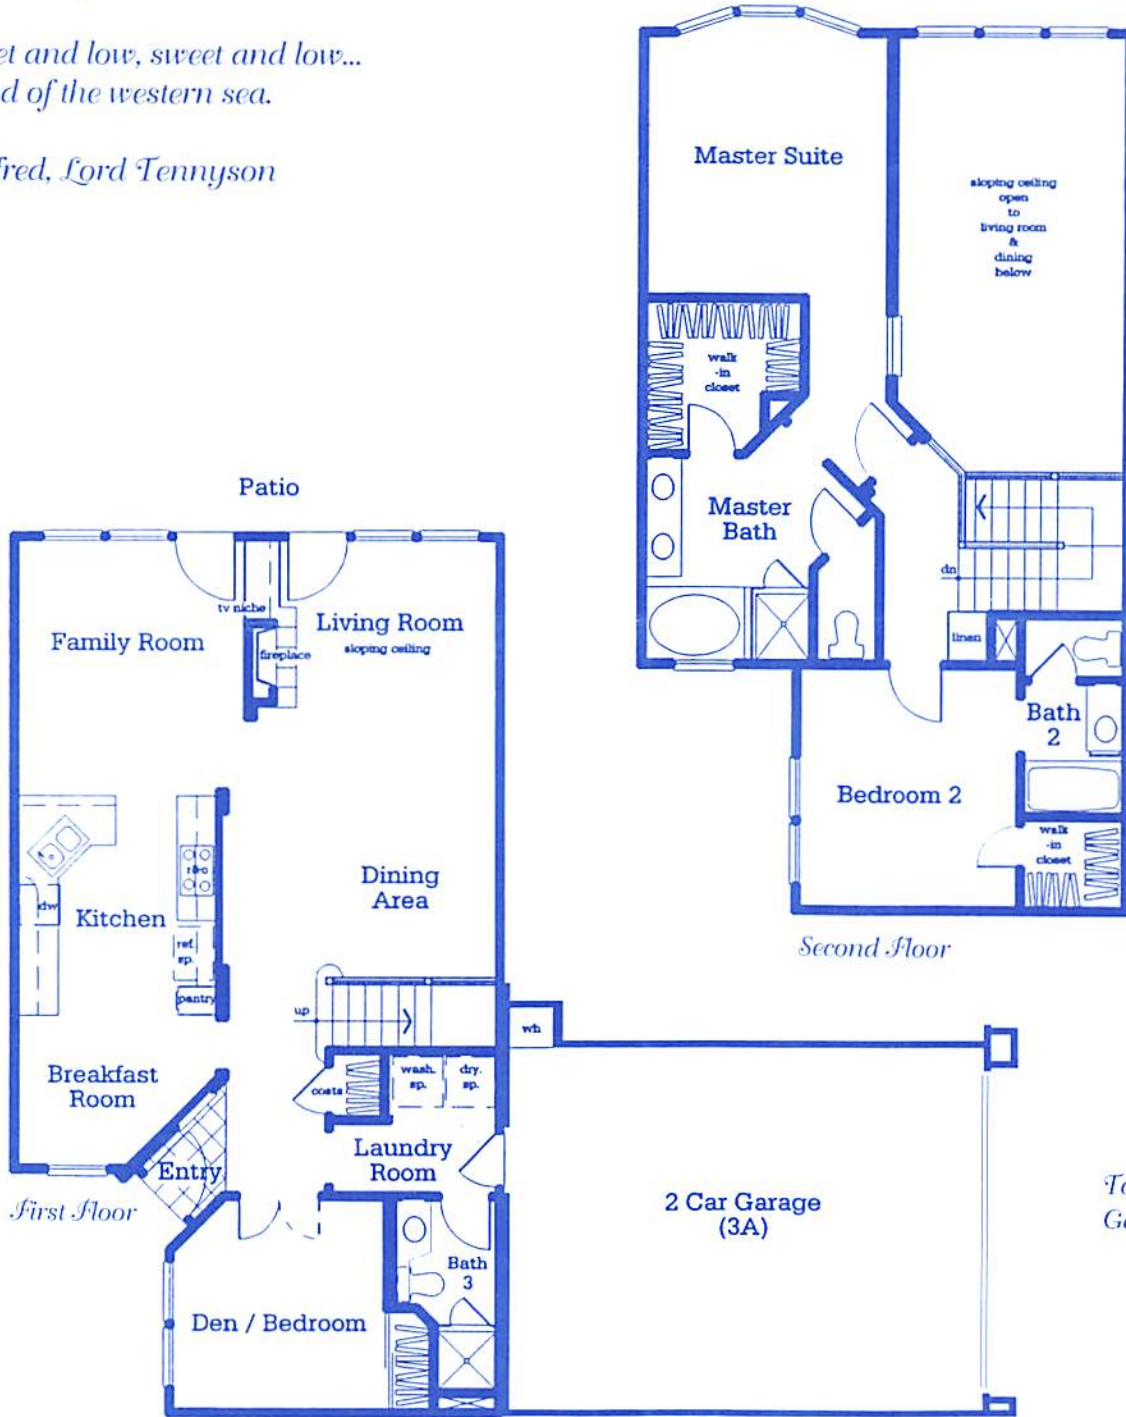 and low, sweet and low...
of the western sea.
Lord Tennyson
Master Suite
sloping ceiling
open
to
living room
&
dining
below
walk
-in
closet
Master
Bath
dn
linen
Bath
2
Bedroom 2
walk
-in
closet
Second Floor
Patio
tv niche
Family Room
fireplace
Living Room
sloping ceiling
Dining
Area
dw
Kitchen
ref.
sp.
pantry
up
Breakfast
Room
coats
wash.
sp.
dry.
sp.
wh
Laundry
Room
Entry
First Floor
2 Car Garage
(3A)
Bath
3
Den / Bedroom